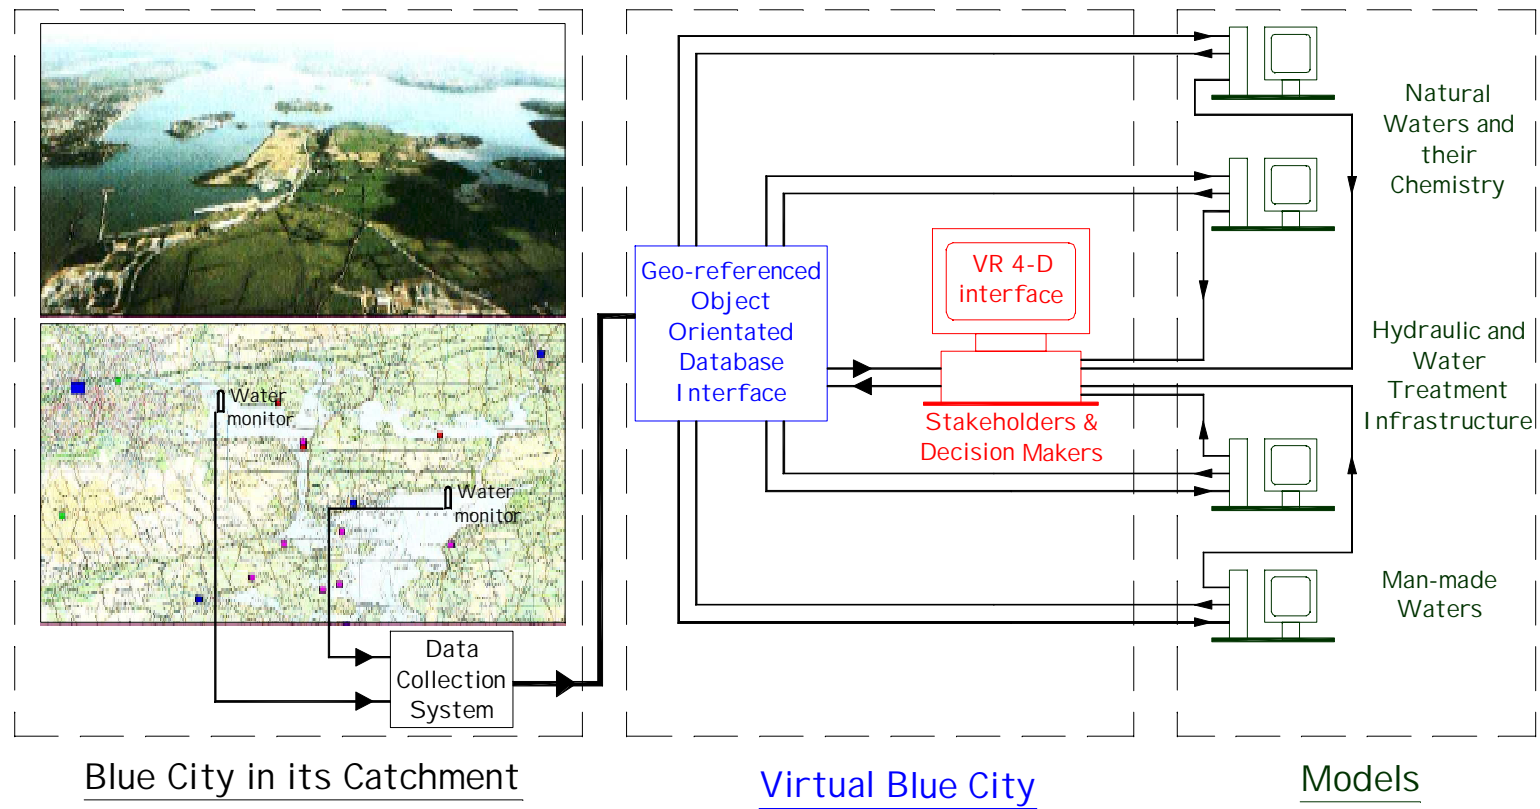 Water
monitor
Water
monitor
Data
Collection
System
Blue City in its Catchment
Geo-referenced
Object
Orientated
Database
Interface
VR 4-D
interface
Stakeholders &
Decision Makers
Virtual Blue City
Natural
Waters and
their
Chemistry
Hydraulic and
Water
Treatment
Infrastructure
Man-made
Waters
Models